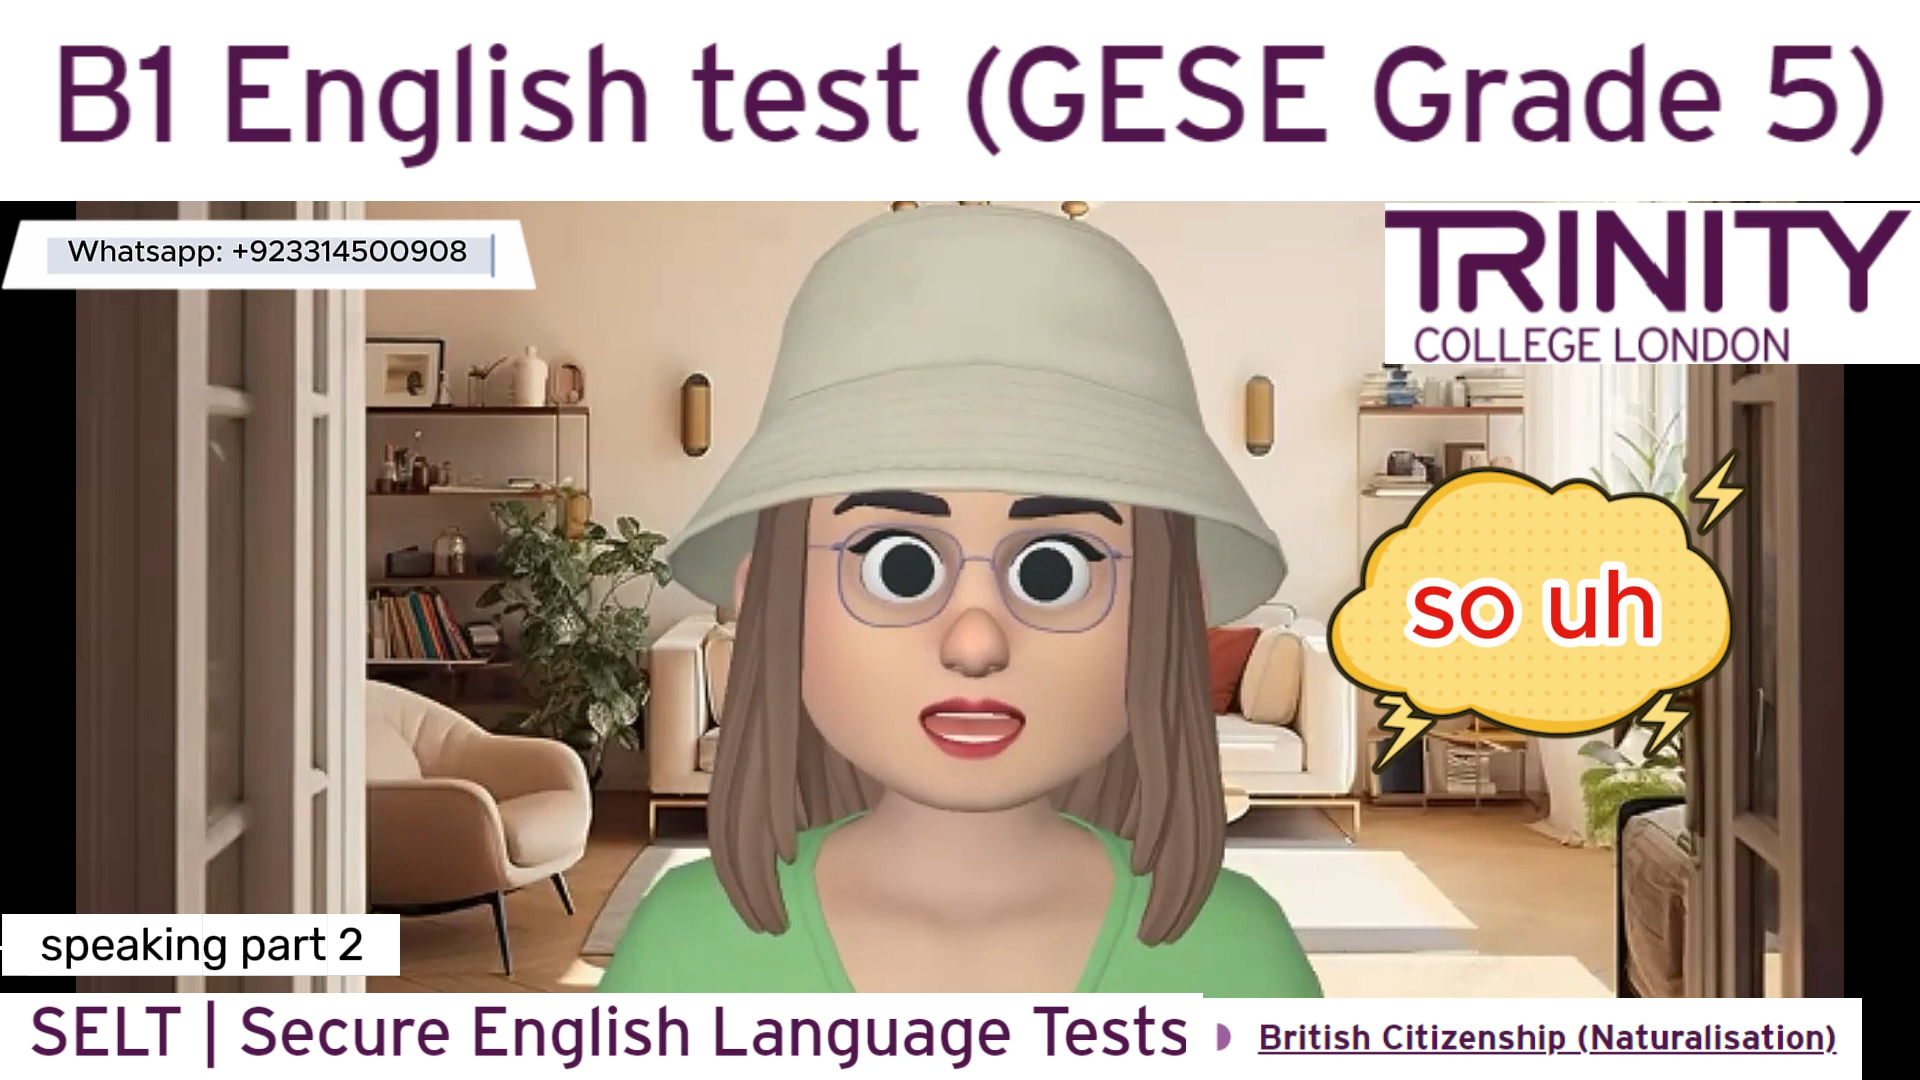 B1 English test (GESE Grade 5)
Whatsapp: +923314500908
TRINITY
COLLEGE LONDON
so uh
speaking part 2
SELT | Secure English Language Tests
British Citizenship (Naturalisation)